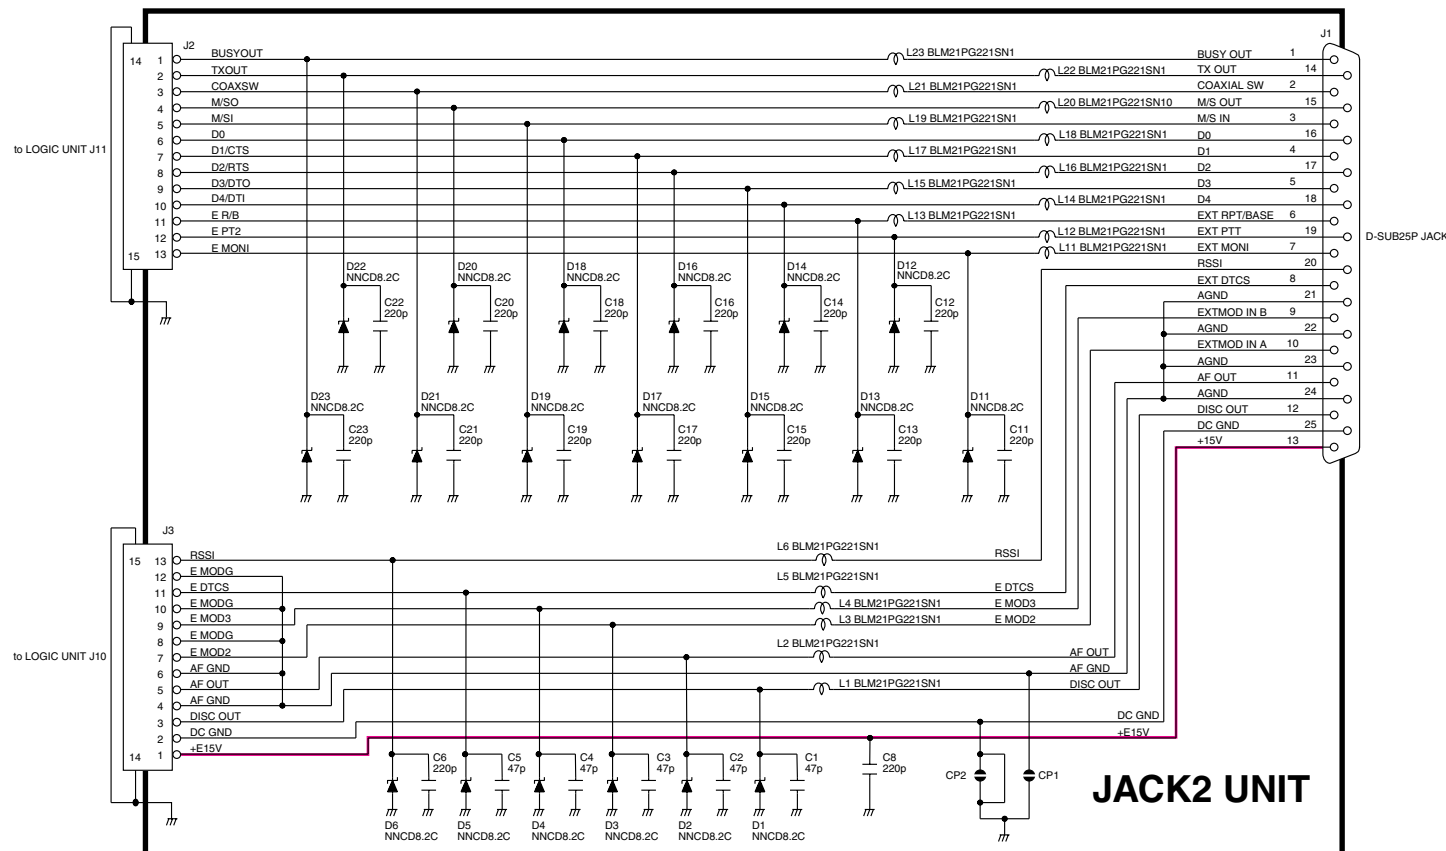 J1
J2
14
15
1 BUSYOUT
2 TXOUT
3 COAXSW
4 M/SO
5 M/SI
6 D0
7 D1/CTS
8 D2/RTS
9 D3/DTO
10 D4/DTI
11 E R/B
12 E PT2
13 E MONI
to LOGIC UNIT J11
L23 BLM21PG221SN1
L22 BLM21PG221SN1
L21 BLM21PG221SN1
L20 BLM21PG221SN10
L19 BLM21PG221SN1
L18 BLM21PG221SN1
L17 BLM21PG221SN1
L16 BLM21PG221SN1
L15 BLM21PG221SN1
L14 BLM21PG221SN1
L13 BLM21PG221SN1
L12 BLM21PG221SN1
L11 BLM21PG221SN1
BUSY OUT 1
TX OUT 14
COAXIAL SW 2
M/S OUT 15
M/S IN 3
D0 16
D1 4
D2 17
D3 5
D4 18
EXT RPT/BASE 6
EXT PTT 19
EXT MONI 7
RSSI 20
EXT DTCS 8
AGND 21
EXTMOD IN B 9
AGND 22
EXTMOD IN A 10
AGND 23
AF OUT 11
AGND 24
DISC OUT 12
DC GND 25
+15V 13
D-SUB25P JACK
D22
NNCD8.2C
C22
220p
D20
NNCD8.2C
C20
220p
D18
NNCD8.2C
C18
220p
D16
NNCD8.2C
C16
220p
D14
NNCD8.2C
C14
220p
D12
NNCD8.2C
C12
220p
D23
NNCD8.2C
C23
220p
D21
NNCD8.2C
C21
220p
D19
NNCD8.2C
C19
220p
D17
NNCD8.2C
C17
220p
D15
NNCD8.2C
C15
220p
D13
NNCD8.2C
C13
220p
D11
NNCD8.2C
C11
220p
J3
15
14
13 RSSI
12 E MODG
11 E DTCS
10 E MODG
9 E MOD3
8 E MODG
7 E MOD2
6 AF GND
5 AF OUT
4 AF GND
3 DISC OUT
2 DC GND
1 +E15V
to LOGIC UNIT J10
L6 BLM21PG221SN1
L5 BLM21PG221SN1
L4 BLM21PG221SN1
L3 BLM21PG221SN1
L2 BLM21PG221SN1
L1 BLM21PG221SN1
RSSI
E DTCS
E MOD3
E MOD2
AF OUT
AF GND
DISC OUT
DC GND
+E15V
C6
220p
C5
47p
C4
47p
C3
47p
C2
47p
C1
47p
C8
220p
CP2
CP1
D6
NNCD8.2C
D5
NNCD8.2C
D4
NNCD8.2C
D3
NNCD8.2C
D2
NNCD8.2C
D1
NNCD8.2C
JACK2 UNIT